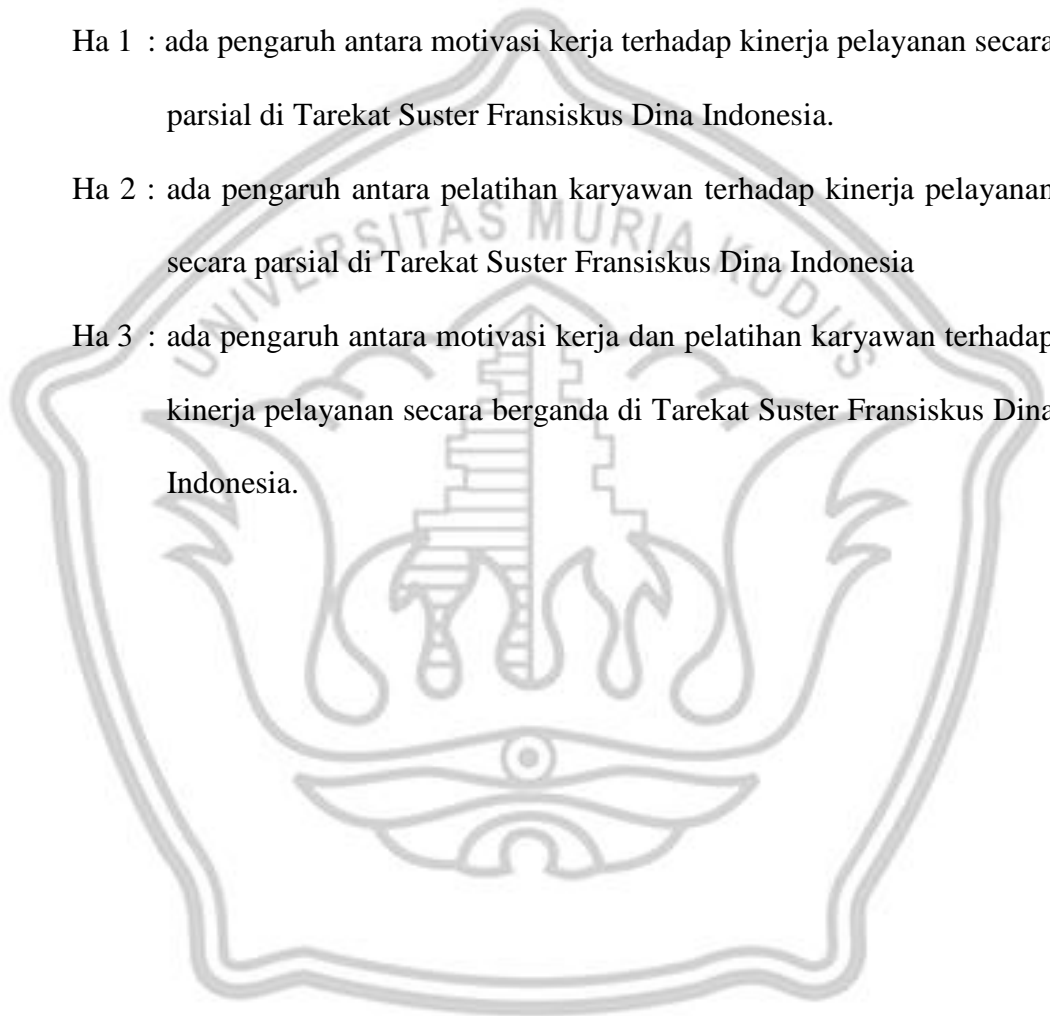 Ha 1 : ada pengaruh antara motivasi kerja terhadap kinerja pelayanan secara
parsial di Tarekat Suster Fransiskus Dina Indonesia.
Ha 2 : ada pengaruh antara pelatihan karyawan terhadap kinerja pelayanan
secara parsial di Tarekat Suster Fransiskus Dina Indonesia
Ha 3 : ada pengaruh antara motivasi kerja dan pelatihan karyawan terhadap
kinerja pelayanan secara berganda di Tarekat Suster Fransiskus Dina
Indonesia.
UNIVERSITAS MURIA KUDUS